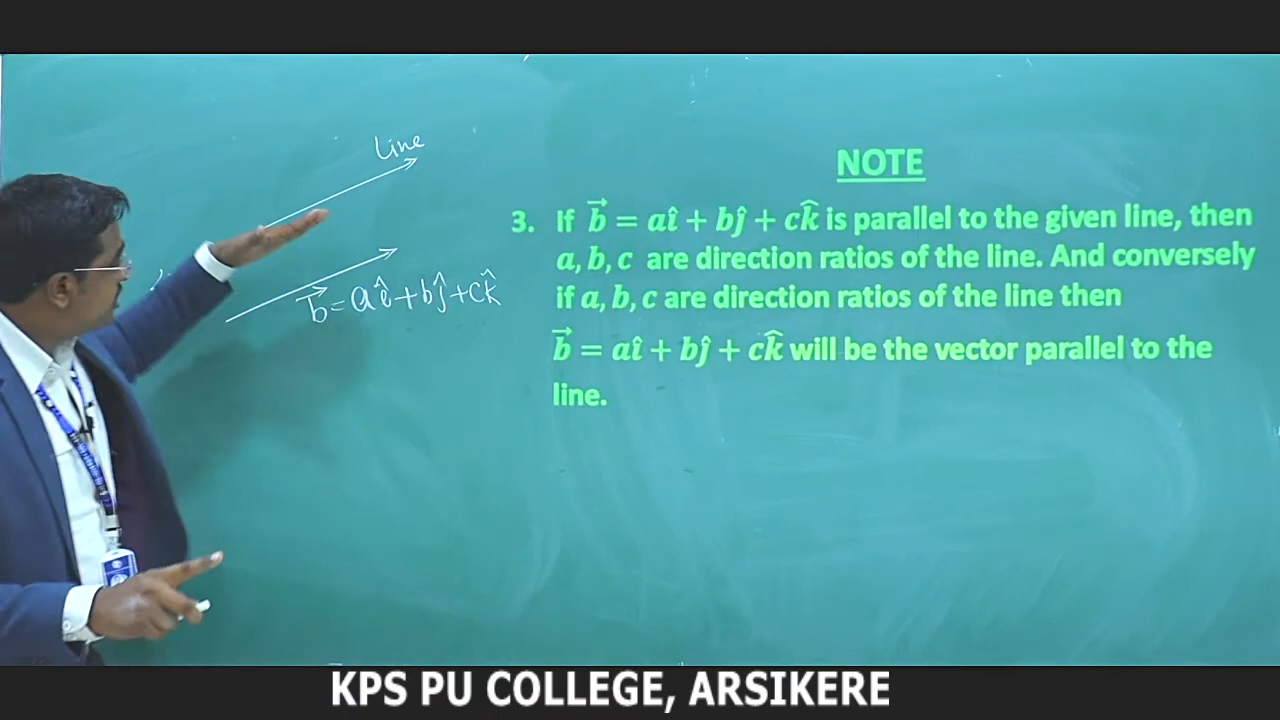 Line
b⃗ = aî + bĵ + ck̂
NOTE
3. If b⃗ = aî + bĵ + ck̂ is parallel to the given line, then
a, b, c are direction ratios of the line. And conversely
if a, b, c are direction ratios of the line then
b⃗ = aî + bĵ + ck̂ will be the vector parallel to the
line.
KPS PU COLLEGE, ARSIKERE